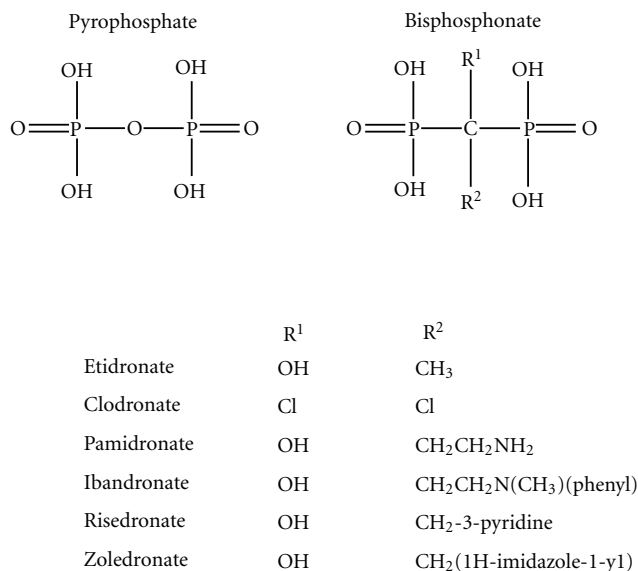 Pyrophosphate Bisphosphonate
OH OH OH R¹ OH
O P O P O O P C P O
OH OH OH R² OH
R¹ R²
Etidronate OH CH₃
Clodronate Cl Cl
Pamidronate OH CH₂CH₂NH₂
Ibandronate OH CH₂CH₂N(CH₃)(phenyl)
Risedronate OH CH₂-3-pyridine
Zoledronate OH CH₂(1H-imidazole-1-y1)